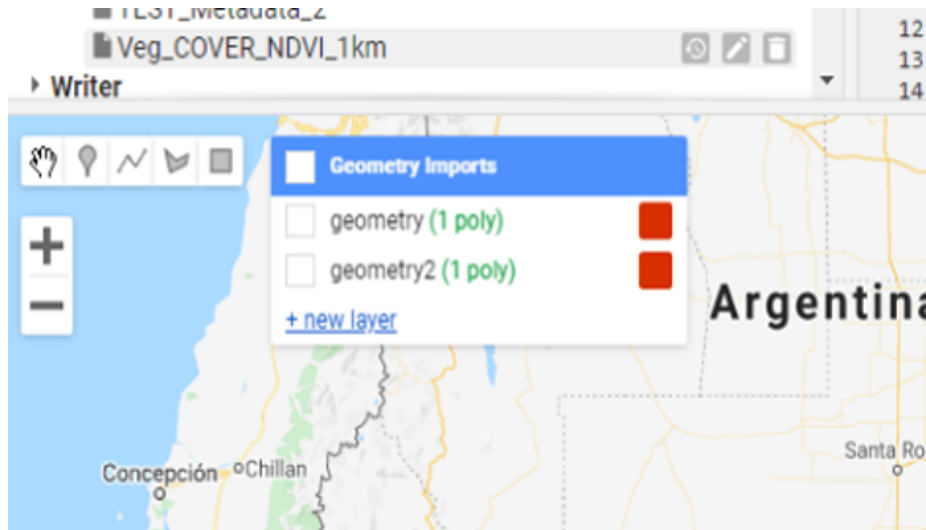 TEST_Metadata_2
Veg_COVER_NDVI_1km
Writer
12
13
14
Geometry Imports
geometry (1 poly)
geometry2 (1 poly)
+ new layer
Argentina
Santa Ro
Concepción
Chillan